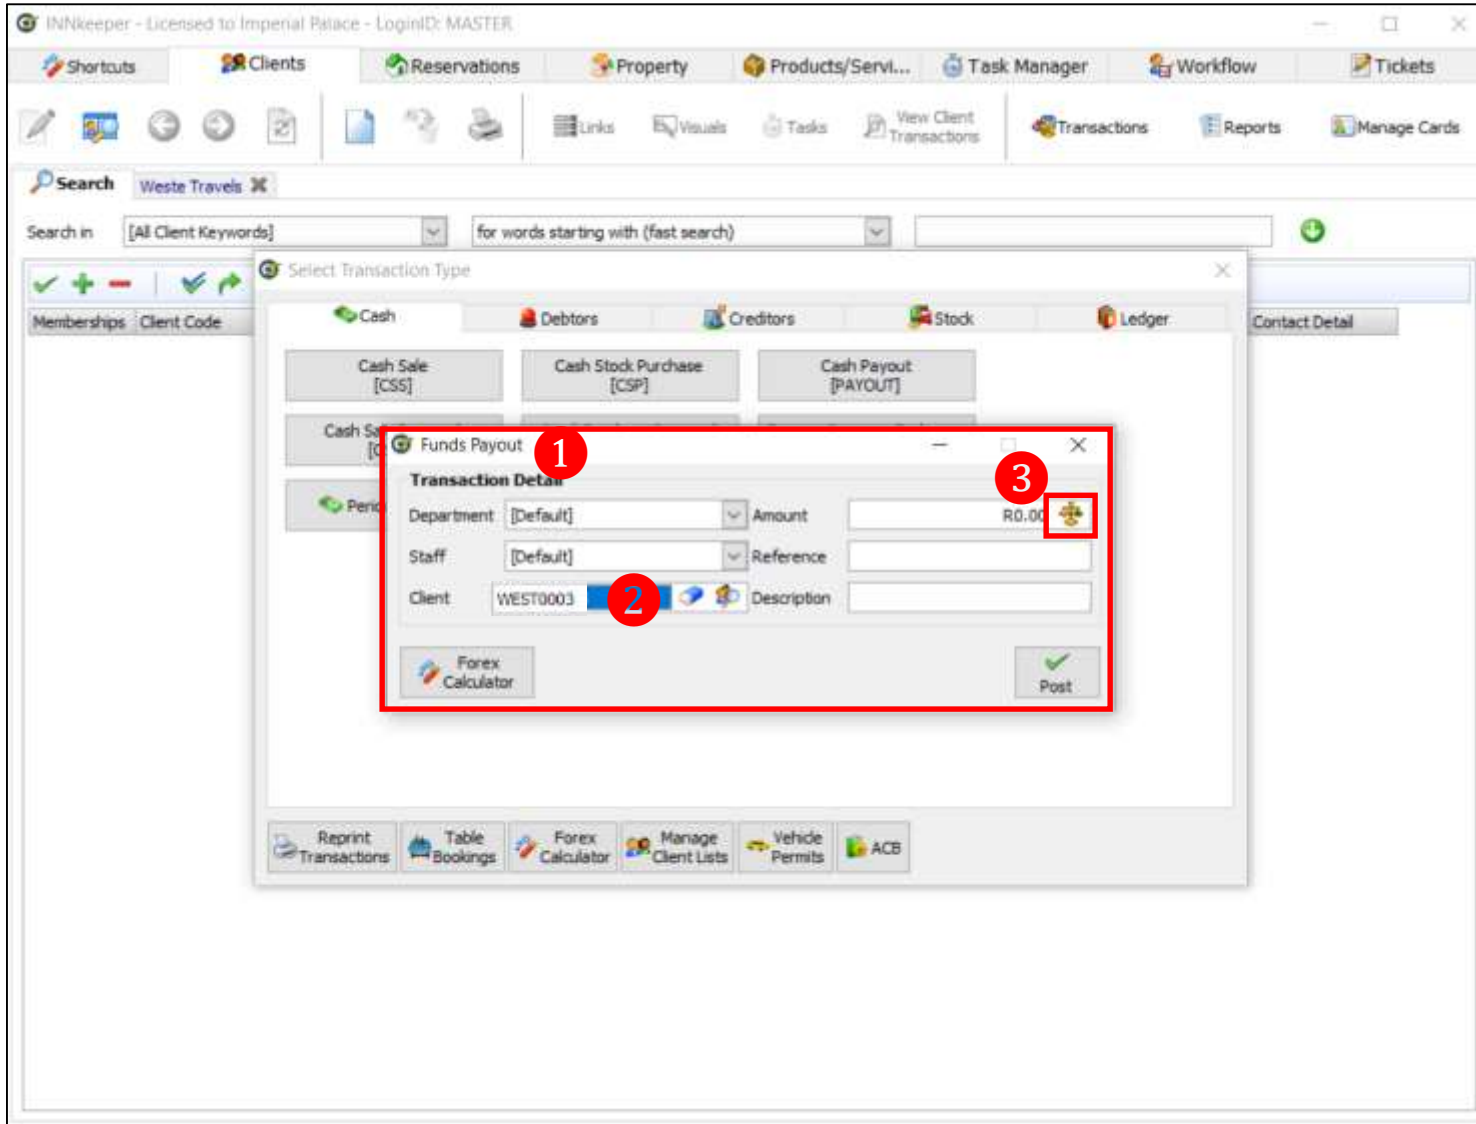 INNkeeper - Licensed to Imperial Palace - LoginID: MASTER
Shortcuts Clients Reservations Property Products/Servi... Task Manager Workflow Tickets
Links Visuals Tasks View Client Transactions Transactions Reports Manage Cards
Search Weste Travels
Search in [All Client Keywords] for words starting with (fast search)
Select Transaction Type
Memberships Client Code Contact Detail
Cash Debtors Creditors Stock Ledger
Cash Sale Cash Stock Purchase Cash Payout
[CSS] [CSP] [PAYOUT]
Cash
Funds Payout 1
Transaction Detail 3
Department [Default] Amount R0.00
Staff [Default] Reference
Client WEST0003 2 Description
Forex
Calculator
Post
Reprint Table Forex Manage Vehicle ACB
Transactions Bookings Calculator Client Lists Permits